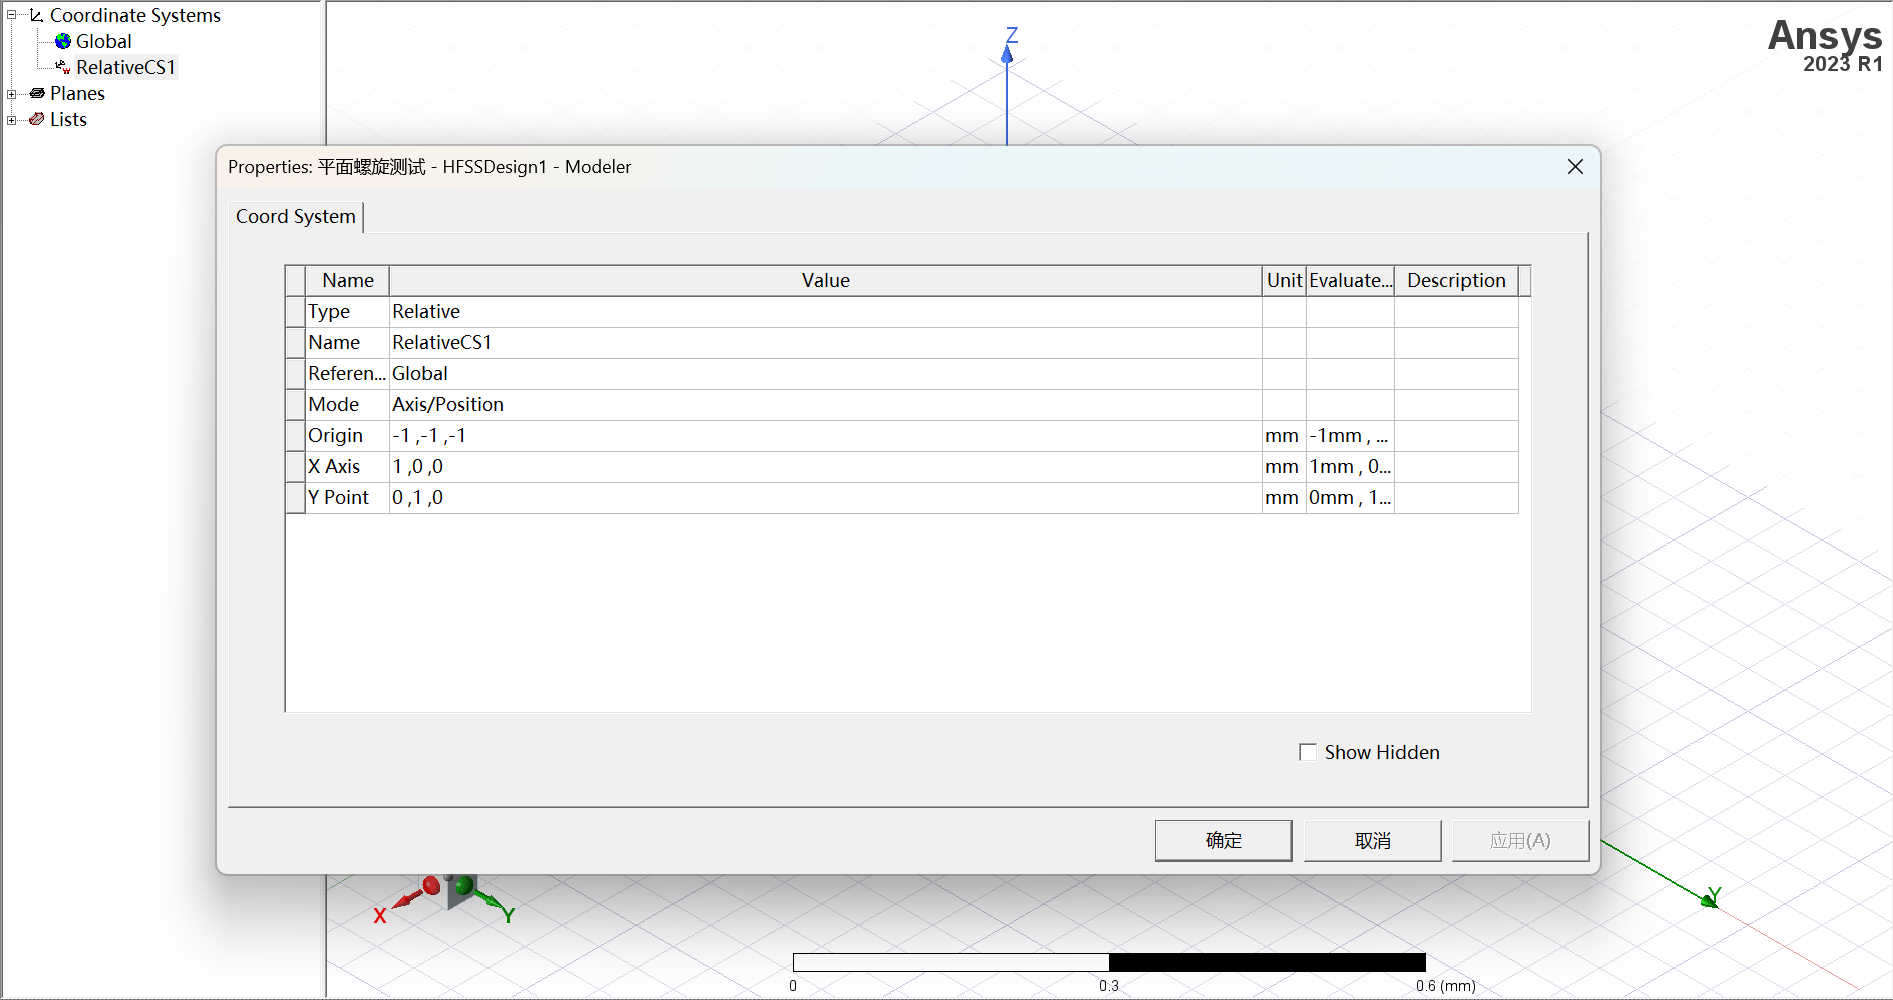 Coordinate Systems
Global
RelativeCS1
Planes
Lists
Z
Ansys
2023 R1
Properties: 平面螺旋测试 - HFSSDesign1 - Modeler
Coord System
Name Value Unit Evaluate... Description
Type Relative
Name RelativeCS1
Referen... Global
Mode Axis/Position
Origin -1 ,-1 ,-1 mm -1mm , ...
X Axis 1 ,0 ,0 mm 1mm , 0...
Y Point 0 ,1 ,0 mm 0mm , 1...
Show Hidden
确定 取消 应用(A)
X Y
Y
0 0.3 0.6 (mm)